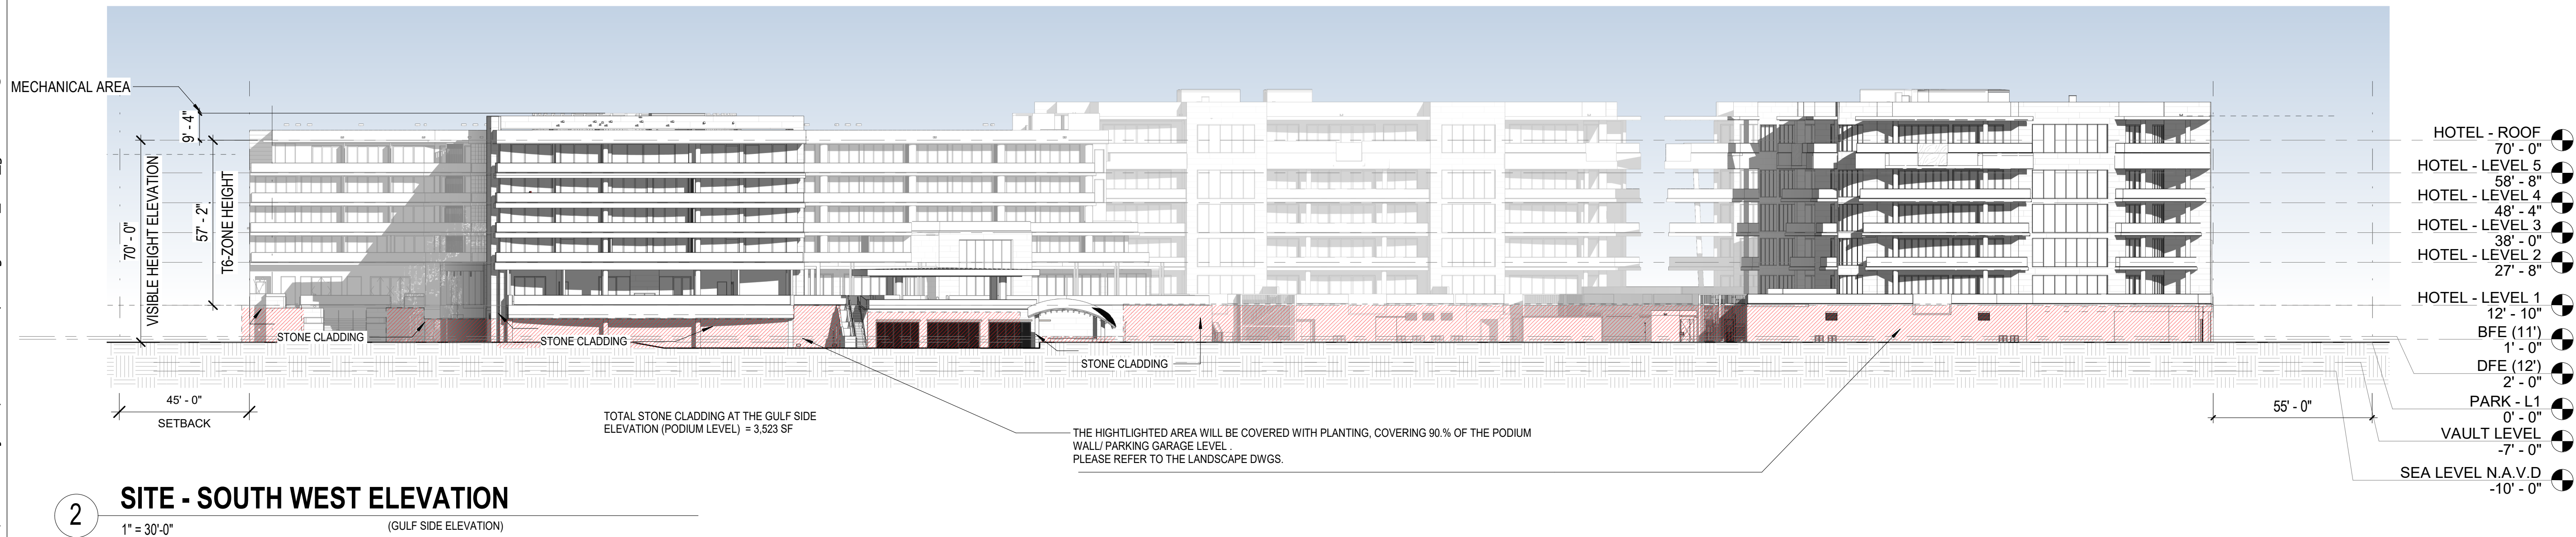 MECHANICAL AREA
9' - 4"
70' - 0"
VISIBLE HEIGHT ELEVATION
57' - 2"
T6-ZONE HEIGHT
HOTEL - ROOF
70' - 0"
HOTEL - LEVEL 5
58' - 8"
HOTEL - LEVEL 4
48' - 4"
HOTEL - LEVEL 3
38' - 0"
HOTEL - LEVEL 2
27' - 8"
HOTEL - LEVEL 1
12' - 10"
BFE (11')
1' - 0"
DFE (12')
2' - 0"
PARK - L1
0' - 0"
VAULT LEVEL
-7' - 0"
SEA LEVEL N.A.V.D
-10' - 0"
STONE CLADDING
STONE CLADDING
STONE CLADDING
45' - 0"
SETBACK
55' - 0"
TOTAL STONE CLADDING AT THE GULF SIDE
ELEVATION (PODIUM LEVEL) = 3,523 SF
THE HIGHTLIGHTED AREA WILL BE COVERED WITH PLANTING, COVERING 90.% OF THE PODIUM
WALL/ PARKING GARAGE LEVEL .
PLEASE REFER TO THE LANDSCAPE DWGS.
2
SITE - SOUTH WEST ELEVATION
1" = 30'-0"
(GULF SIDE ELEVATION)